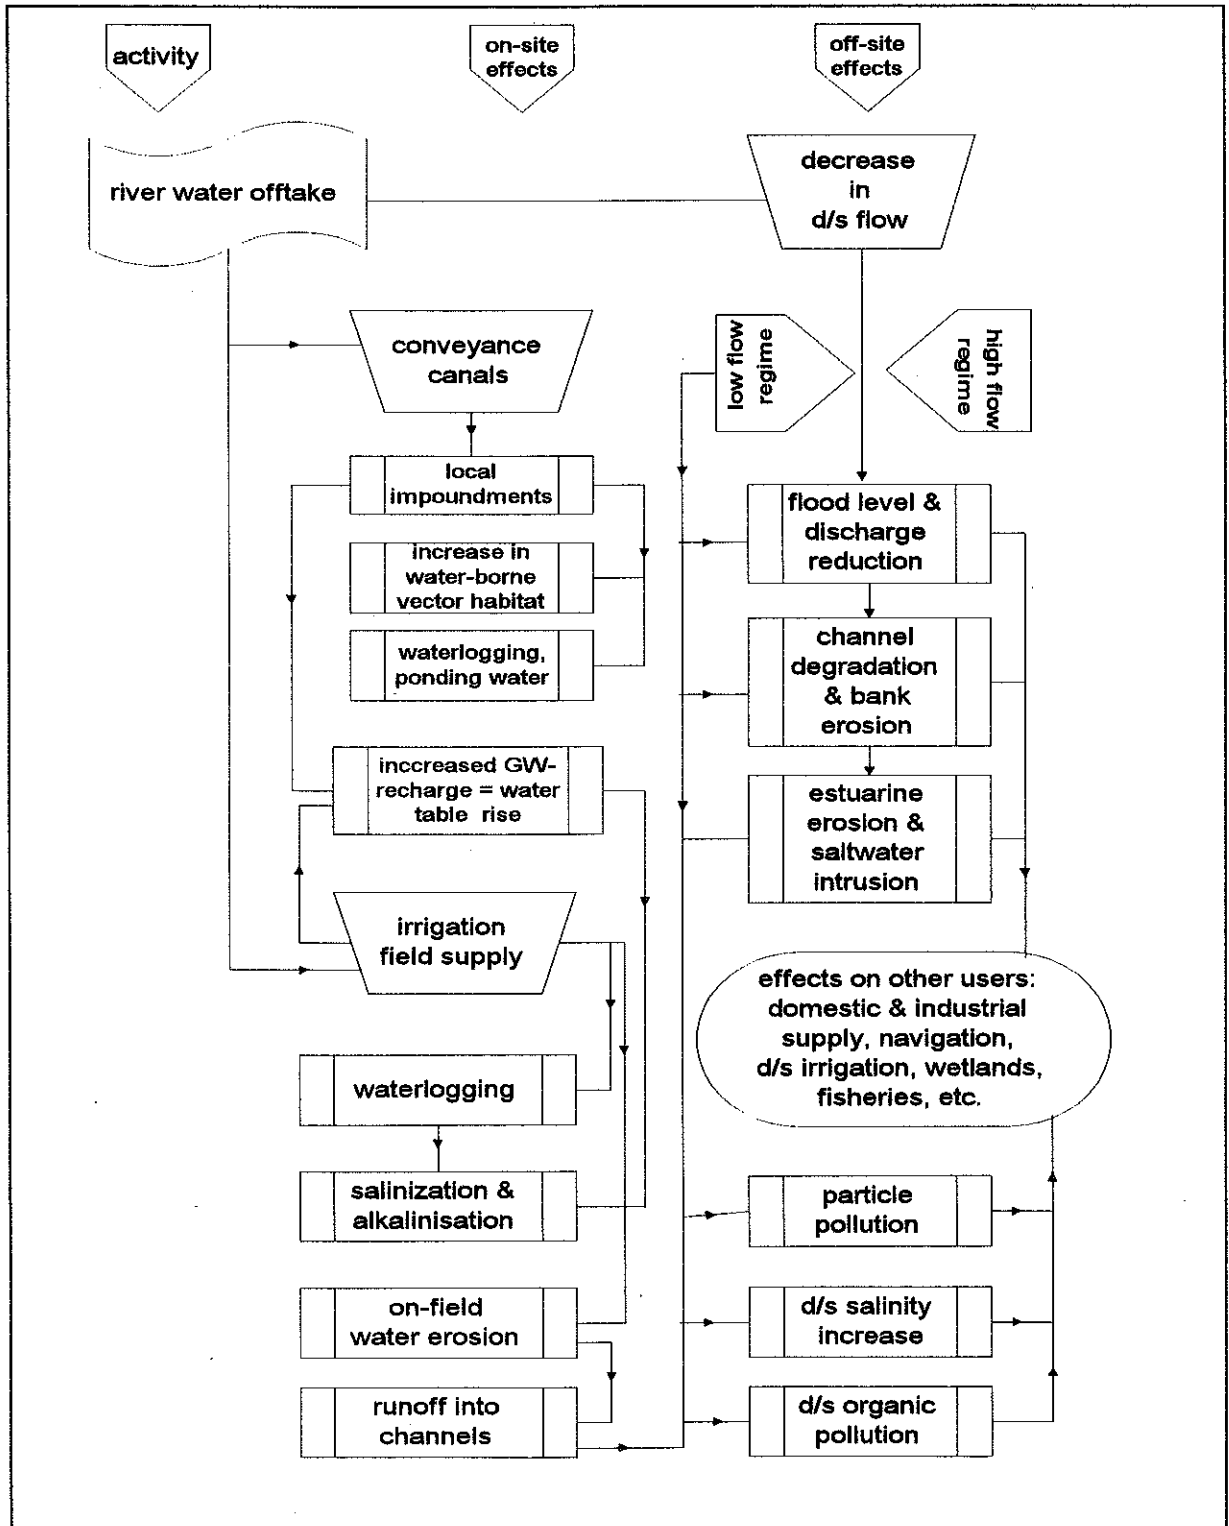 activity
on-site
effects
off-site
effects
river water offtake
decrease
in
d/s flow
conveyance
canals
low flow
regime
high flow
regime
local
impoundments
increase in
water-borne
vector habitat
waterlogging,
ponding water
flood level &
discharge
reduction
channel
degradation
& bank
erosion
inccreased GW-
recharge = water
table rise
estuarine
erosion &
saltwater
intrusion
irrigation
field supply
effects on other users:
domestic & industrial
supply, navigation,
d/s irrigation, wetlands,
fisheries, etc.
waterlogging
salinization &
alkalinisation
particle
pollution
on-field
water erosion
d/s salinity
increase
runoff into
channels
d/s organic
pollution